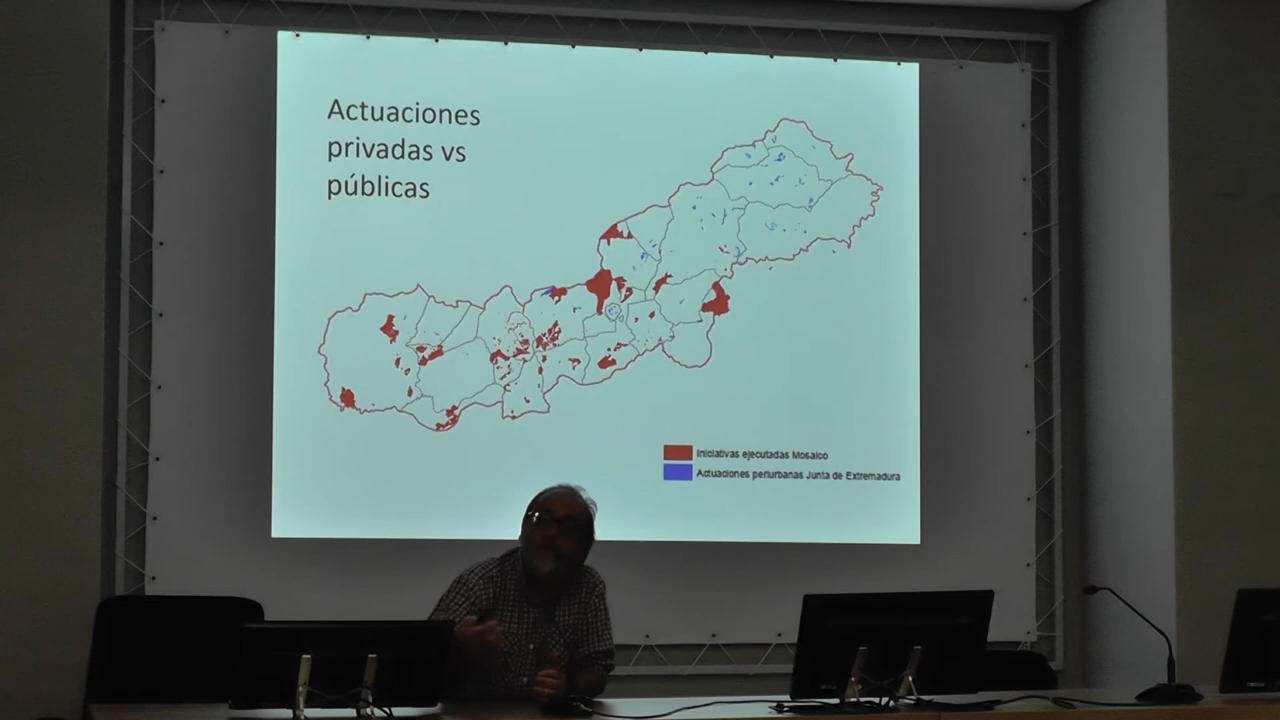 Actuaciones
privadas vs
públicas
Iniciativas ejecutadas Mosaico
Actuaciones periurbanas Junta de Extremadura